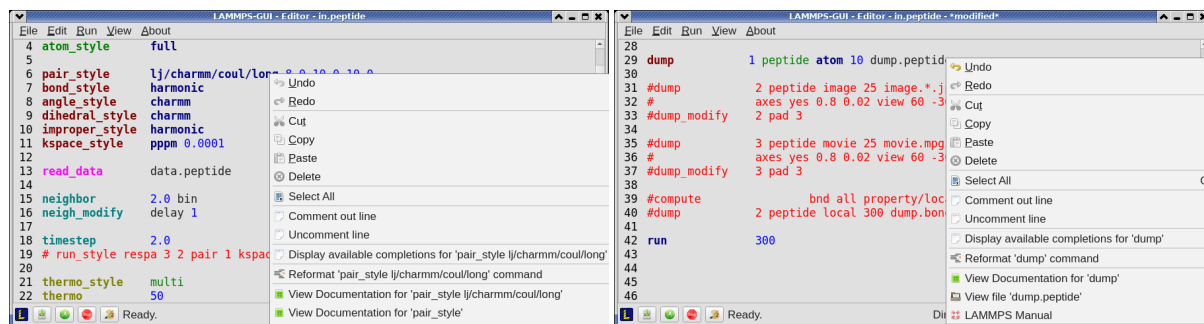 LAMMPS-GUI - Editor - in.peptide
File Edit Run View About
4 atom_style full
5
6 pair_style lj/charmm/coul/long 8.0 10.0 10.0
7 bond_style harmonic
8 angle_style charmm
9 dihedral_style charmm
10 improper_style harmonic
11 kspace_style pppm 0.0001
12
13 read_data data.peptide
14
15 neighbor 2.0 bin
16 neigh_modify delay 1
17
18 timestep 2.0
19 # run_style respa 3 2 pair 1 kspac
20
21 thermo_style multi
22 thermo 50
Undo
Redo
Cut
Copy
Paste
Delete
Select All
Comment out line
Uncomment line
Display available completions for 'pair_style lj/charmm/coul/long'
Reformat 'pair_style lj/charmm/coul/long' command
View Documentation for 'pair_style lj/charmm/coul/long'
View Documentation for 'pair_style'
L Ready.
LAMMPS-GUI - Editor - in.peptide - *modified*
File Edit Run View About
28
29 dump 1 peptide atom 10 dump.peptide
30
31 #dump 2 peptide image 25 image.*.j
32 # axes yes 0.8 0.02 view 60 -3
33 #dump_modify 2 pad 3
34
35 #dump 3 peptide movie 25 movie.mpg
36 # axes yes 0.8 0.02 view 60 -3
37 #dump_modify 3 pad 3
38
39 #compute bnd all property/loca
40 #dump 2 peptide local 300 dump.bon
41
42 run 300
43
44
45
46
Undo
Redo
Cut
Copy
Paste
Delete
Select All
Comment out line
Uncomment line
Display available completions for 'dump'
Reformat 'dump' command
View Documentation for 'dump'
View file 'dump.peptide'
LAMMPS Manual
L Ready. Di